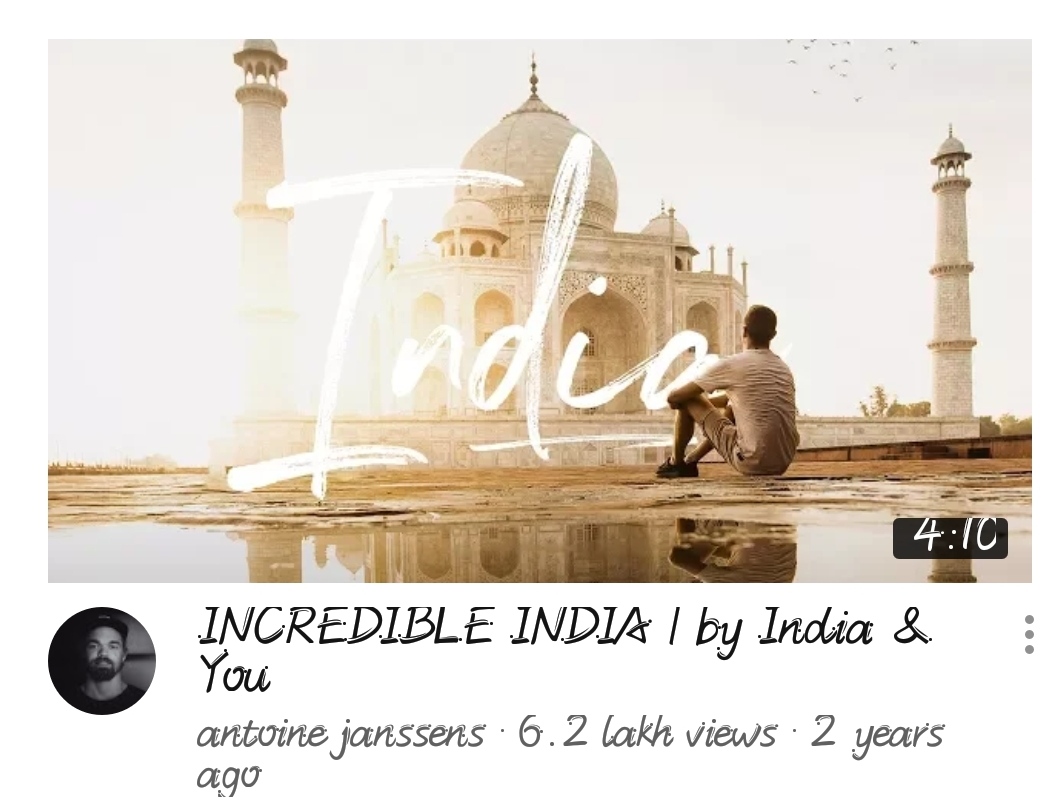 India
4:10
INCREDIBLE INDIA | by India &
You
antoine janssens · 6.2 lakh views · 2 years
ago